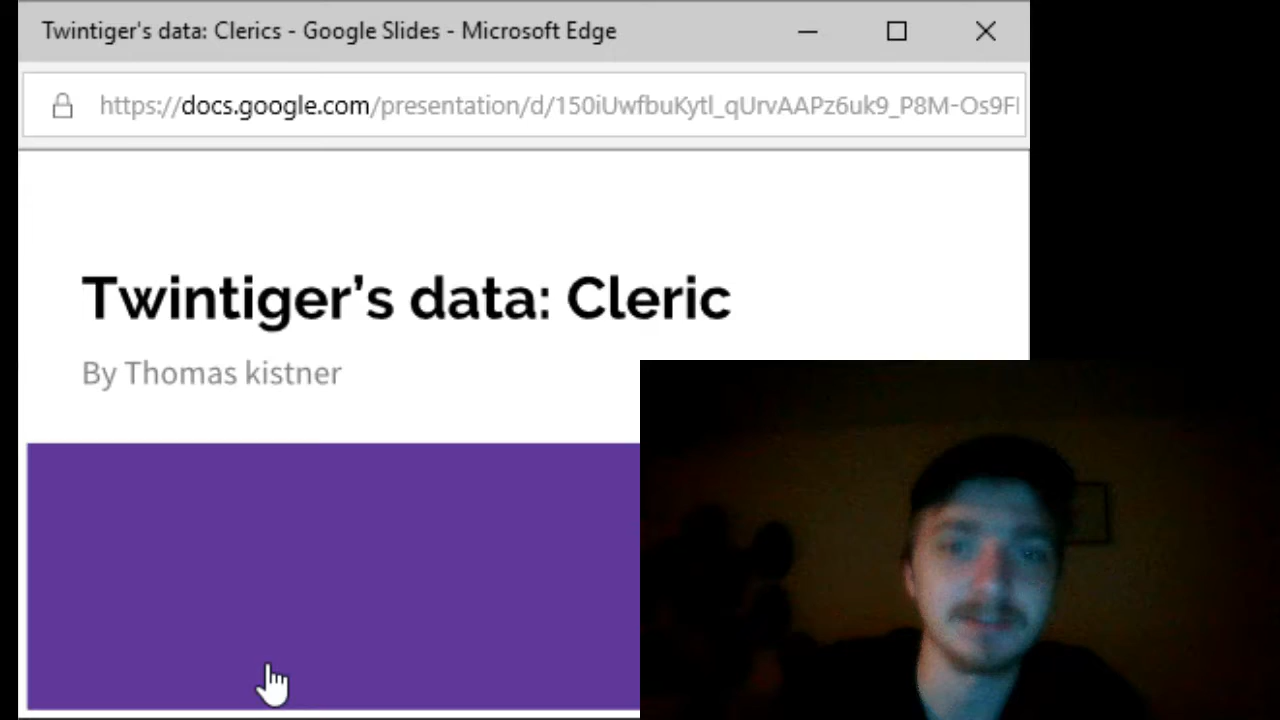 Twintiger's data: Clerics - Google Slides - Microsoft Edge
https://docs.google.com/presentation/d/150iUwfbuKytl_qUrvAAPz6uk9_P8M-Os9F
Twintiger’s data: Cleric
By Thomas kistner